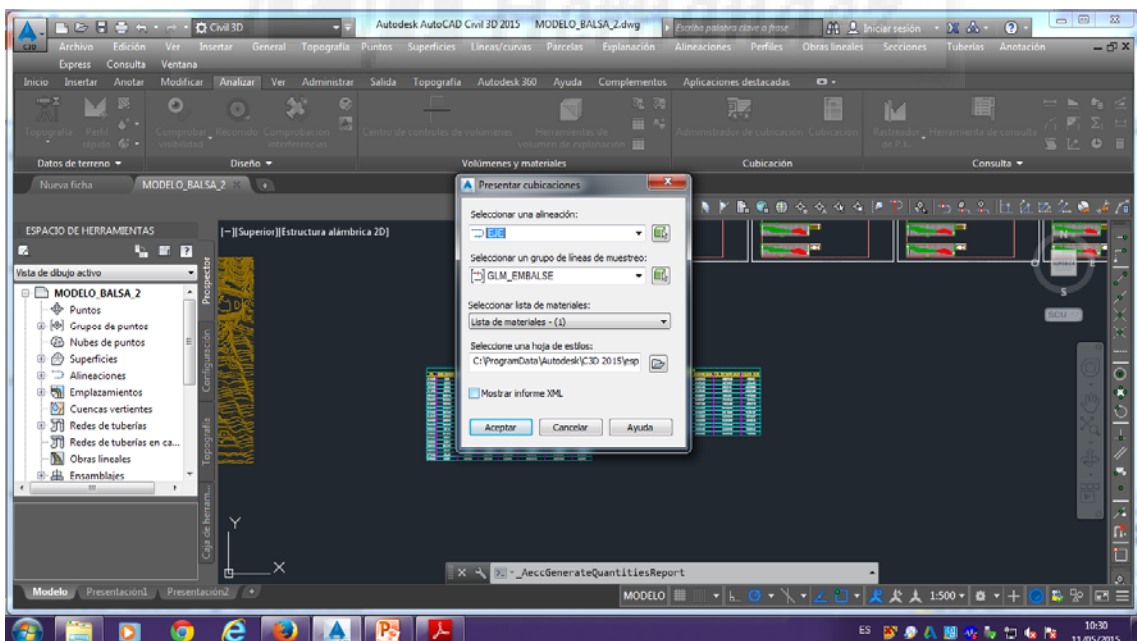 Civil 3D
Autodesk AutoCAD Civil 3D 2015 MODELO_BALSA_2.dwg
Escriba palabra clave o frase
Iniciar sesión
C3D
Archivo Edición Ver Insertar General Topografía Puntos Superficies Líneas/curvas Parcelas Explanación Alineaciones Perfiles Obras lineales Secciones Tuberías Anotación
Express Consulta Ventana
Inicio Insertar Anotar Modificar Analizar Ver Administrar Salida Topografía Autodesk 360 Ayuda Complementos Aplicaciones destacadas
Topografía Perfil rápido Comprobar visibilidad Recorrido Comprobación interferencias Centro de controles de volúmenes Herramientas de volumen de explanación Administrador de cubicación Cubicación Rastreador de P.K. Herramienta de consulta
Datos de terreno Diseño Volúmenes y materiales Cubicación Consulta
Nueva ficha MODELO_BALSA_2
ESPACIO DE HERRAMIENTAS
Vista de dibujo activo
MODELO_BALSA_2
Puntos
Grupos de puntos
Nubes de puntos
Superficies
Alineaciones
Emplazamientos
Cuencas vertientes
Redes de tuberías
Redes de tuberías en ca...
Obras lineales
Ensamblajes
Prospector
Configuración
Topografía
Caja de herram...
[−][Superior][Estructura alámbrica 2D]
Presentar cubicaciones
Seleccionar una alineación:
EJE
Seleccionar un grupo de líneas de muestreo:
GLM_EMBALSE
Seleccionar lista de materiales:
Lista de materiales - (1)
Seleccione una hoja de estilos:
C:\ProgramData\Autodesk\C3D 2015\esp
Mostrar informe XML
Aceptar Cancelar Ayuda
N
E
S
O
SCU
Y
X
-_AeccGenerateQuantitiesReport
Modelo Presentación1 Presentación2
MODELO
1:500
ES
10:30
11/05/2015